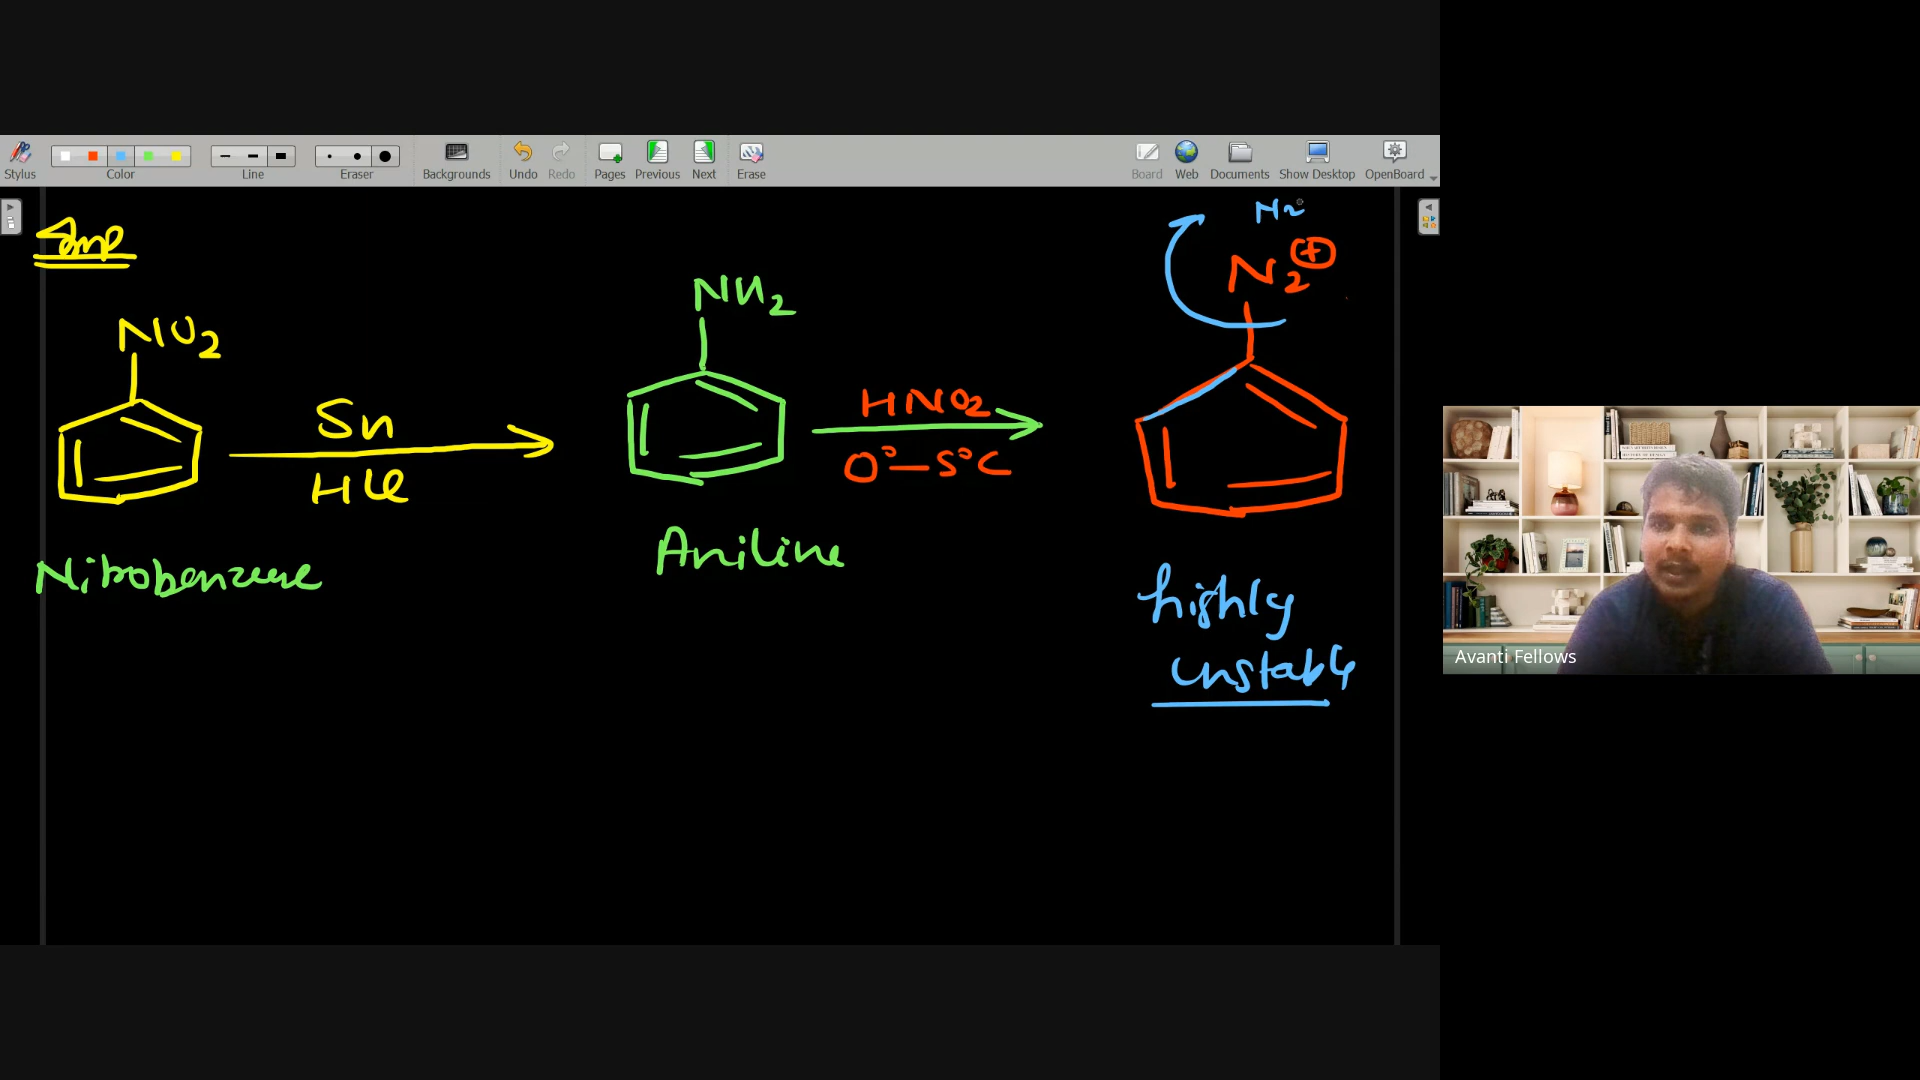 Stylus
Color
Line
Eraser
Backgrounds
Undo
Redo
Pages
Previous
Next
Erase
Board
Web
Documents
Show Desktop
OpenBoard
Imp
NO2
Sn
HCl
Nitrobenzene
NH2
Aniline
HNO2
0°–5°C
N2
N2+
highly
unstable
Avanti Fellows